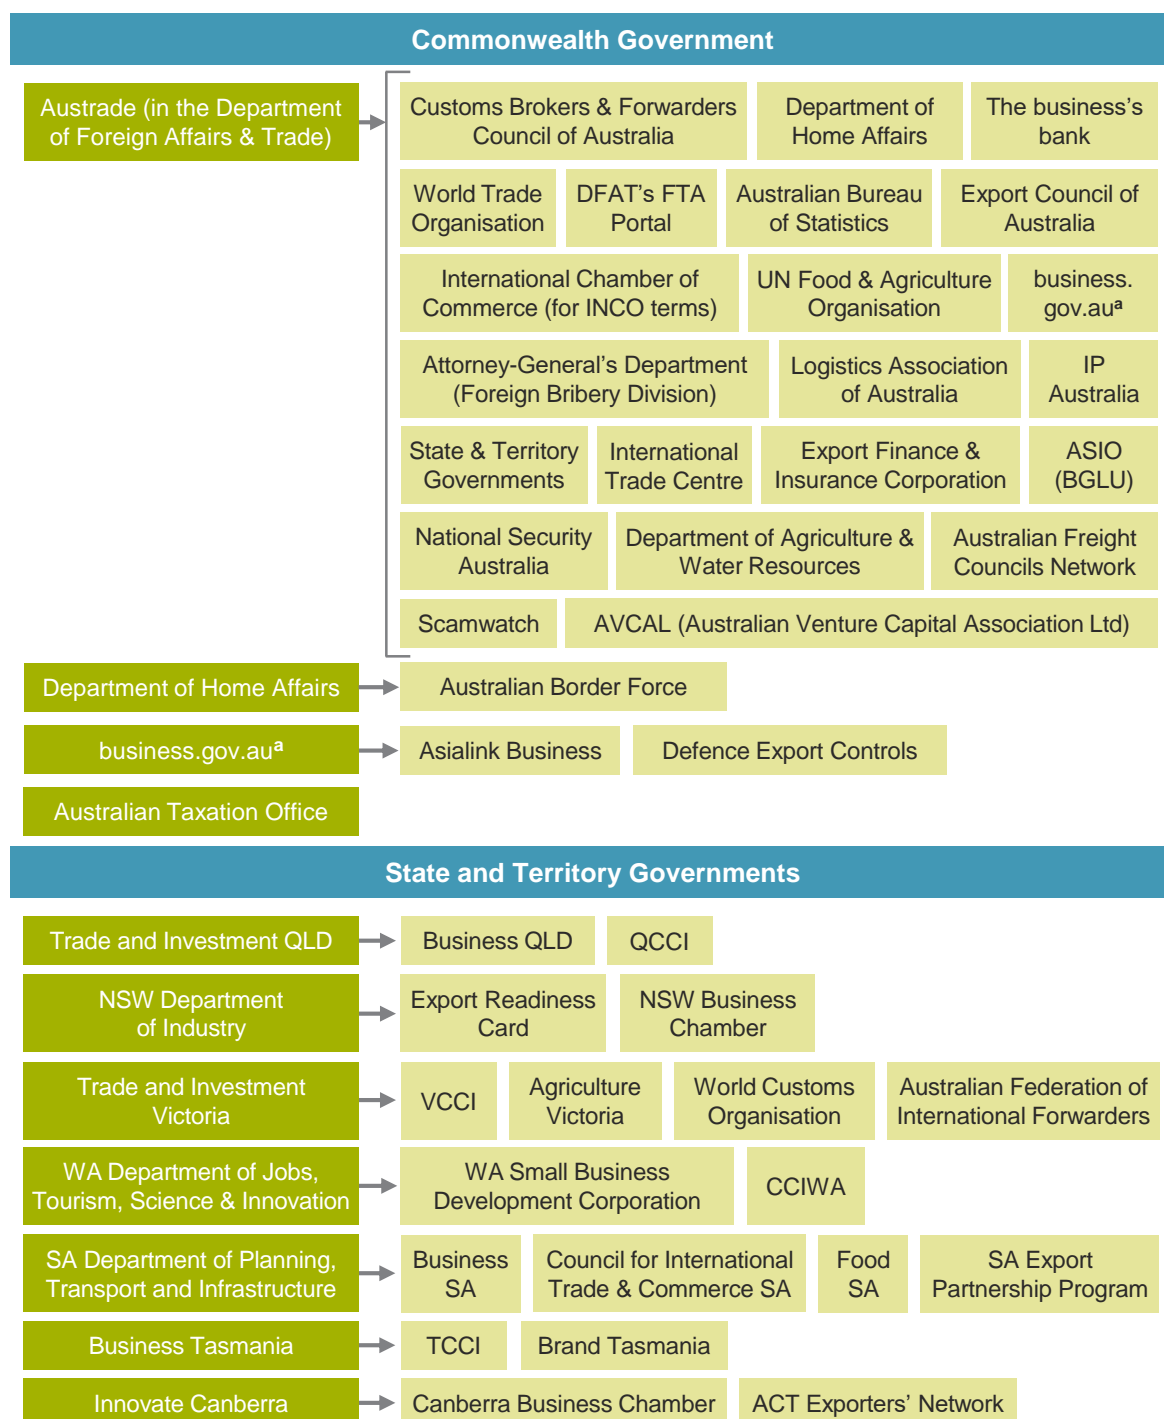 Commonwealth Government
Austrade (in the Department
of Foreign Affairs & Trade)
Customs Brokers & Forwarders
Council of Australia
Department of
Home Affairs
The business's
bank
World Trade
Organisation
DFAT's FTA
Portal
Australian Bureau
of Statistics
Export Council of
Australia
International Chamber of
Commerce (for INCO terms)
UN Food & Agriculture
Organisation
business.
gov.auᵃ
Attorney-General's Department
(Foreign Bribery Division)
Logistics Association
of Australia
IP
Australia
State & Territory
Governments
International
Trade Centre
Export Finance &
Insurance Corporation
ASIO
(BGLU)
National Security
Australia
Department of Agriculture &
Water Resources
Australian Freight
Councils Network
Scamwatch
AVCAL (Australian Venture Capital Association Ltd)
Department of Home Affairs
Australian Border Force
business.gov.auᵃ
Asialink Business
Defence Export Controls
Australian Taxation Office
State and Territory Governments
Trade and Investment QLD
Business QLD
QCCI
NSW Department
of Industry
Export Readiness
Card
NSW Business
Chamber
Trade and Investment
Victoria
VCCI
Agriculture
Victoria
World Customs
Organisation
Australian Federation of
International Forwarders
WA Department of Jobs,
Tourism, Science & Innovation
WA Small Business
Development Corporation
CCIWA
SA Department of Planning,
Transport and Infrastructure
Business
SA
Council for International
Trade & Commerce SA
Food
SA
SA Export
Partnership Program
Business Tasmania
TCCI
Brand Tasmania
Innovate Canberra
Canberra Business Chamber
ACT Exporters' Network